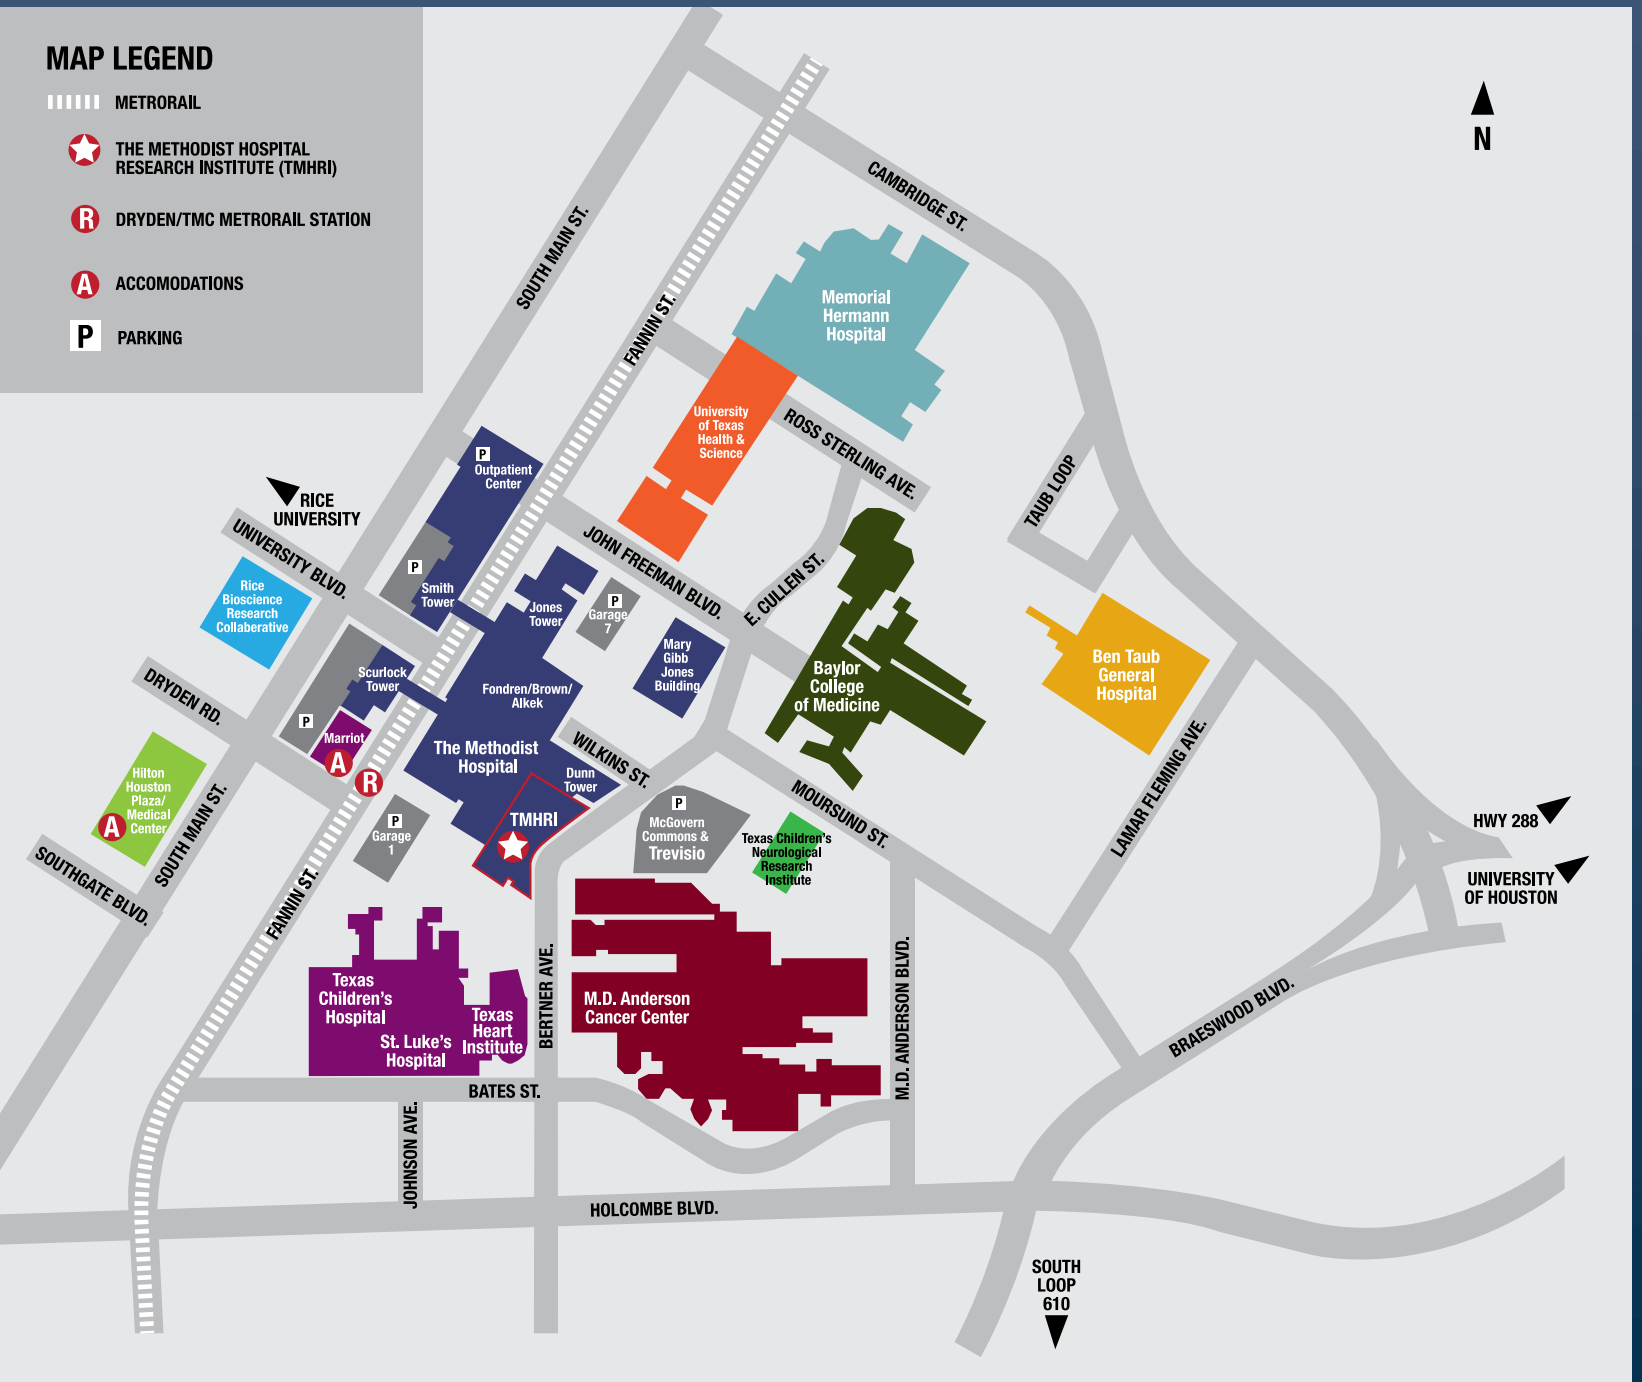 MAP LEGEND
METRORAIL
THE METHODIST HOSPITAL
RESEARCH INSTITUTE (TMHRI)
R
DRYDEN/TMC METRORAIL STATION
A
ACCOMODATIONS
P
PARKING
N
CAMBRIDGE ST.
SOUTH MAIN ST.
FANNIN ST.
Memorial
Hermann
Hospital
University
of Texas
Health &
Science
ROSS STERLING AVE.
TAUB LOOP
P
Outpatient
Center
RICE
UNIVERSITY
UNIVERSITY BLVD.
JOHN FREEMAN BLVD.
E. CULLEN ST.
P
Smith
Tower
Rice
Bioscience
Research
Collaborative
Jones
Tower
P
Garage
7
Mary
Gibb
Jones
Building
Baylor
College
of Medicine
Ben Taub
General
Hospital
DRYDEN RD.
Scurlock
Tower
P
Marriot
A
R
Fondren/Brown/
Alkek
The Methodist
Hospital
WILKINS ST.
Dunn
Tower
TMHRI
Hilton
Houston
Plaza/
Medical
Center
A
SOUTH MAIN ST.
SOUTHGATE BLVD.
P
Garage
1
FANNIN ST.
P
McGovern
Commons &
Trevisio
Texas Children's
Neurological
Research
Institute
MOURSUND ST.
LAMAR FLEMING AVE.
HWY 288
UNIVERSITY
OF HOUSTON
Texas
Children's
Hospital
St. Luke's
Hospital
Texas
Heart
Institute
BERTNER AVE.
M.D. Anderson
Cancer Center
M.D. ANDERSON BLVD.
BRAESWOOD BLVD.
BATES ST.
JOHNSON AVE.
HOLCOMBE BLVD.
SOUTH
LOOP
610